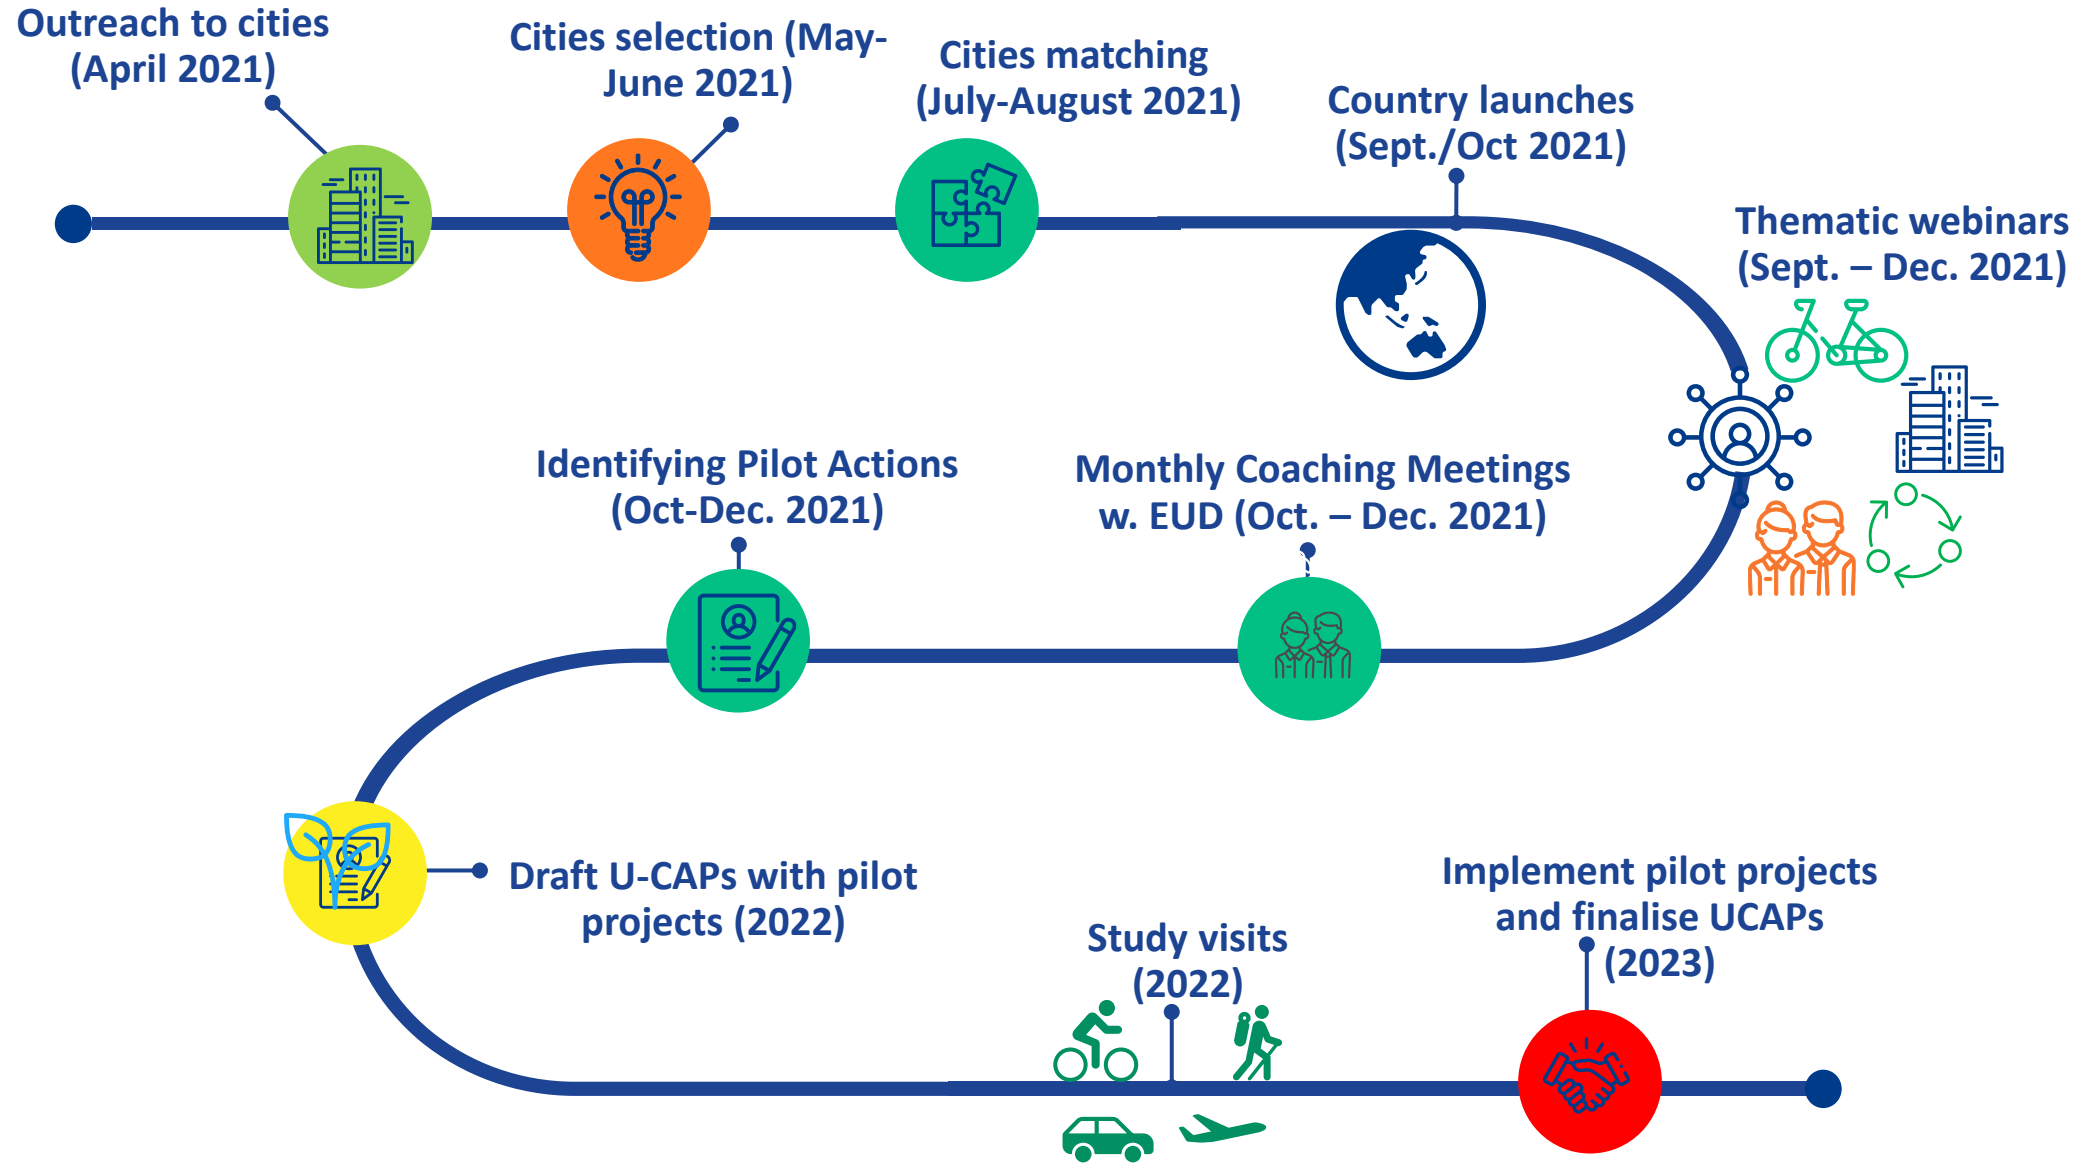 Outreach to cities
(April 2021)
Cities selection (May-
June 2021)
Cities matching
(July-August 2021)
Country launches
(Sept./Oct 2021)
Thematic webinars
(Sept. – Dec. 2021)
Monthly Coaching Meetings
w. EUD (Oct. – Dec. 2021)
Identifying Pilot Actions
(Oct-Dec. 2021)
Draft U-CAPs with pilot
projects (2022)
Study visits
(2022)
Implement pilot projects
and finalise UCAPs
(2023)